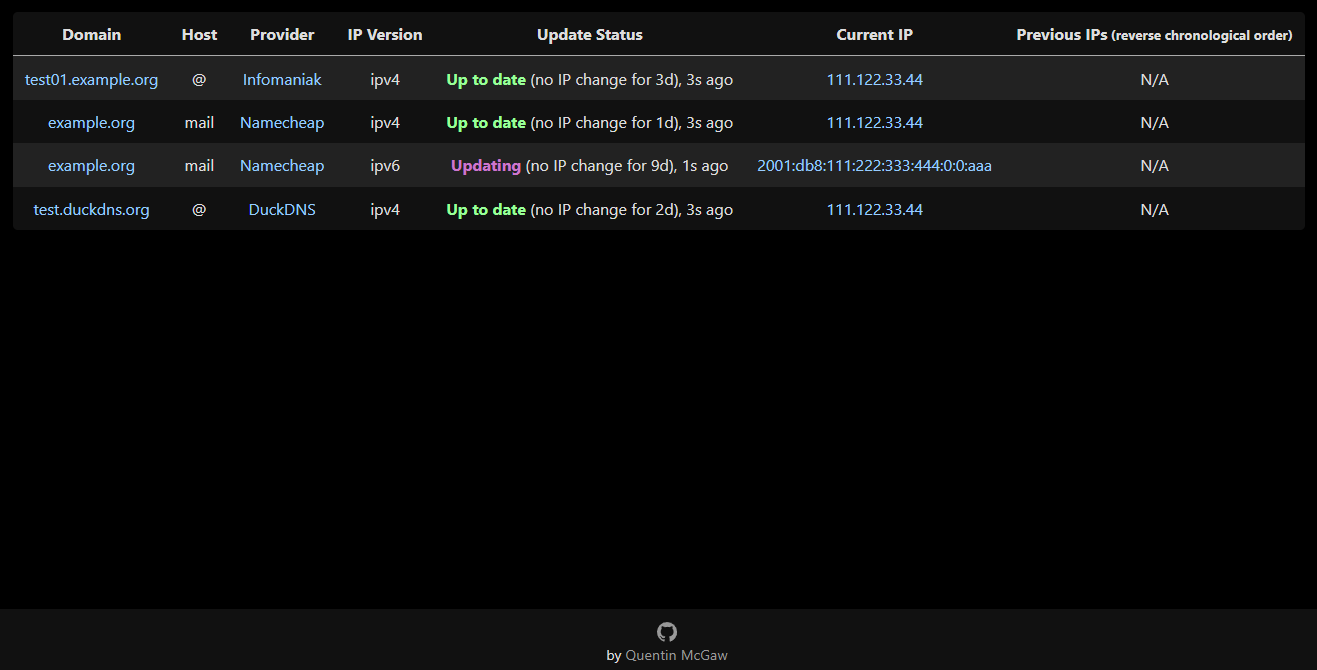 Domain Host Provider IP Version Update Status Current IP Previous IPs (reverse chronological order)
test01.example.org @ Infomaniak ipv4 Up to date (no IP change for 3d), 3s ago 111.122.33.44 N/A
example.org mail Namecheap ipv4 Up to date (no IP change for 1d), 3s ago 111.122.33.44 N/A
example.org mail Namecheap ipv6 Updating (no IP change for 9d), 1s ago 2001:db8:111:222:333:444:0:0:aaa N/A
test.duckdns.org @ DuckDNS ipv4 Up to date (no IP change for 2d), 3s ago 111.122.33.44 N/A
by Quentin McGaw